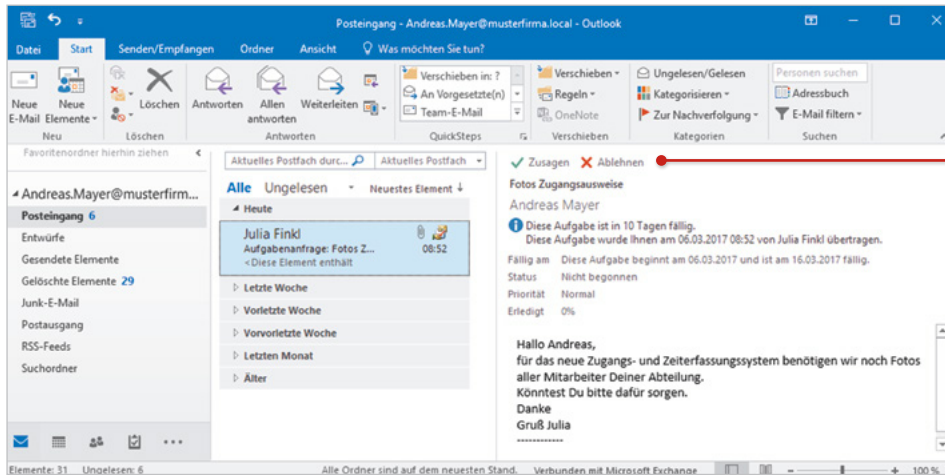 Posteingang - Andreas.Mayer@musterfirma.local - Outlook
Datei Start Senden/Empfangen Ordner Ansicht Was möchten Sie tun?
Neue E-Mail
Neue Elemente
Neu
Löschen
Löschen
Antworten
Allen antworten
Weiterleiten
Antworten
Verschieben in: ?
An Vorgesetzte(n)
Team-E-Mail
QuickSteps
Verschieben
Regeln
OneNote
Verschieben
Ungelesen/Gelesen
Kategorisieren
Zur Nachverfolgung
Kategorien
Personen suchen
Adressbuch
E-Mail filtern
Suchen
Favoritenordner hierhin ziehen
Andreas.Mayer@musterfirm...
Posteingang 6
Entwürfe
Gesendete Elemente
Gelöschte Elemente 29
Junk-E-Mail
Postausgang
RSS-Feeds
Suchordner
Aktuelles Postfach durc... Aktuelles Postfach
Alle Ungelesen Neuestes Element ↓
Heute
Julia Finkl
Aufgabenanfrage: Fotos Z... 08:52
<Diese Element enthält
Letzte Woche
Vorletzte Woche
Vorvorletzte Woche
Letzten Monat
Älter
Zusagen Ablehnen
Fotos Zugangsausweise
Andreas Mayer
Diese Aufgabe ist in 10 Tagen fällig.
Diese Aufgabe wurde Ihnen am 06.03.2017 08:52 von Julia Finkl übertragen.
Fällig am Diese Aufgabe beginnt am 06.03.2017 und ist am 16.03.2017 fällig.
Status Nicht begonnen
Priorität Normal
Erledigt 0%
Hallo Andreas,
für das neue Zugangs- und Zeiterfassungssystem benötigen wir noch Fotos
aller Mitarbeiter Deiner Abteilung.
Könntest Du bitte dafür sorgen.
Danke
Gruß Julia
------------
Elemente: 31 Ungelesen: 6 Alle Ordner sind auf dem neuesten Stand. Verbunden mit Microsoft Exchange 100 %